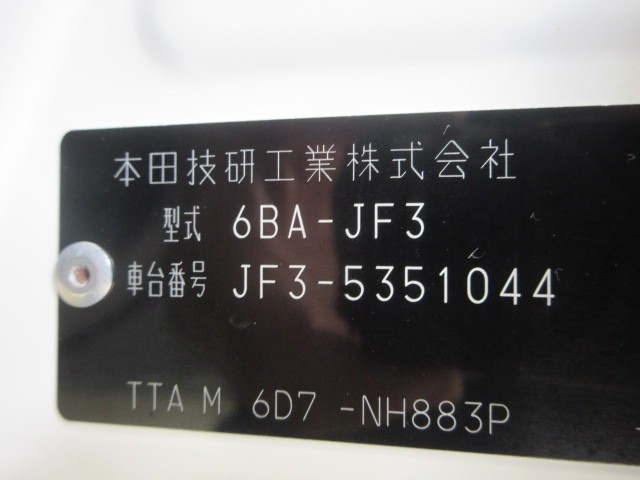 本田技研工業株式会社
型式 6BA-JF3
車台番号 JF3-5351044
TTA M 6D7 -NH883P